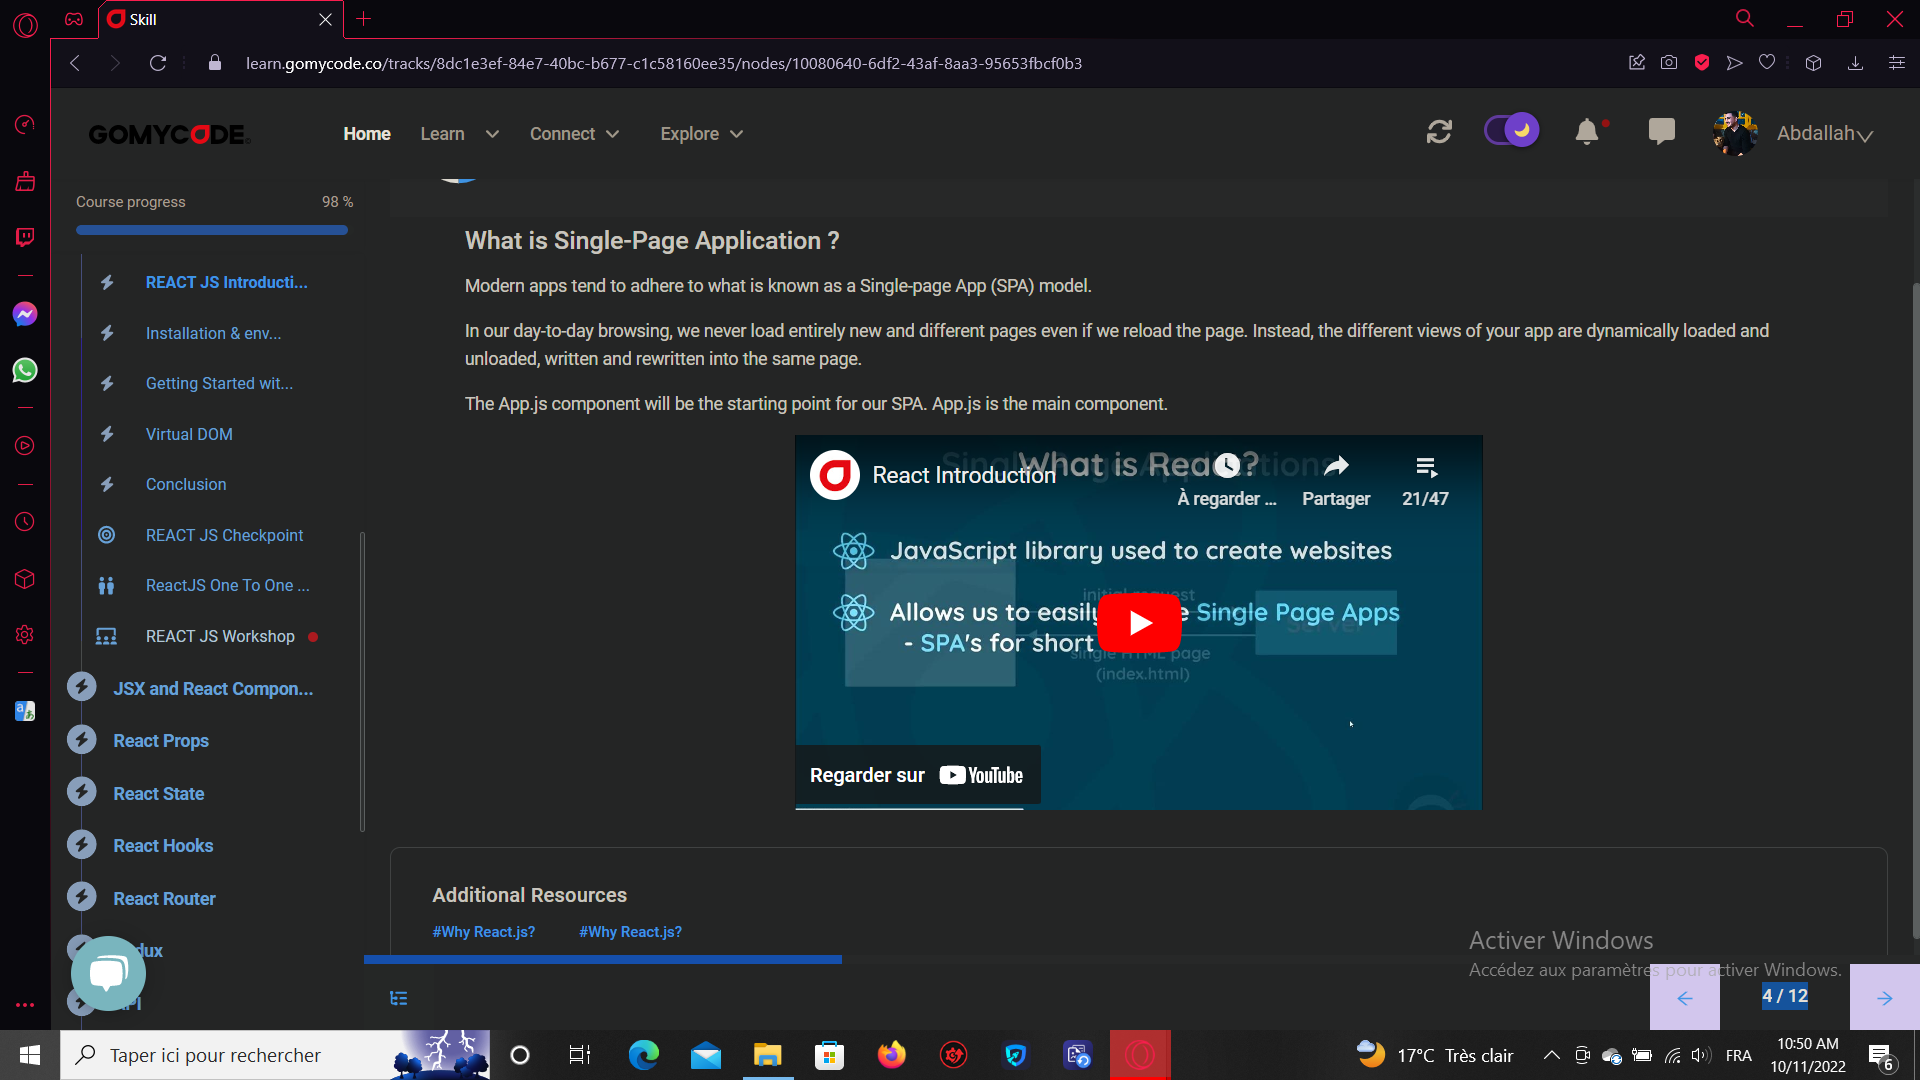 Skill
learn.gomycode.co/tracks/8dc1e3ef-84e7-40bc-b677-c1c58160ee35/nodes/10080640-6df2-43af-8aa3-95653fbcf0b3
GOMYCODE
Home Learn Connect Explore
Abdallah
Course progress 98 %
REACT JS Introducti...
Installation & env...
Getting Started wit...
Virtual DOM
Conclusion
REACT JS Checkpoint
ReactJS One To One ...
REACT JS Workshop
JSX and React Compon...
React Props
React State
React Hooks
React Router
dux
PI
What is Single-Page Application ?
Modern apps tend to adhere to what is known as a Single-page App (SPA) model.
In our day-to-day browsing, we never load entirely new and different pages even if we reload the page. Instead, the different views of your app are dynamically loaded and
unloaded, written and rewritten into the same page.
The App.js component will be the starting point for our SPA. App.js is the main component.
What is React?
React Introduction
À regarder ... Partager 21/47
JavaScript library used to create websites
initial request
Allows us to easily Single Page Apps
- SPA's for short
single HTML page
(index.html)
Regarder sur YouTube
Additional Resources
#Why React.js? #Why React.js?
Activer Windows
Accédez aux paramètres pour activer Windows.
4 / 12
Taper ici pour rechercher
17°C Très clair
FRA
10:50 AM
10/11/2022
6